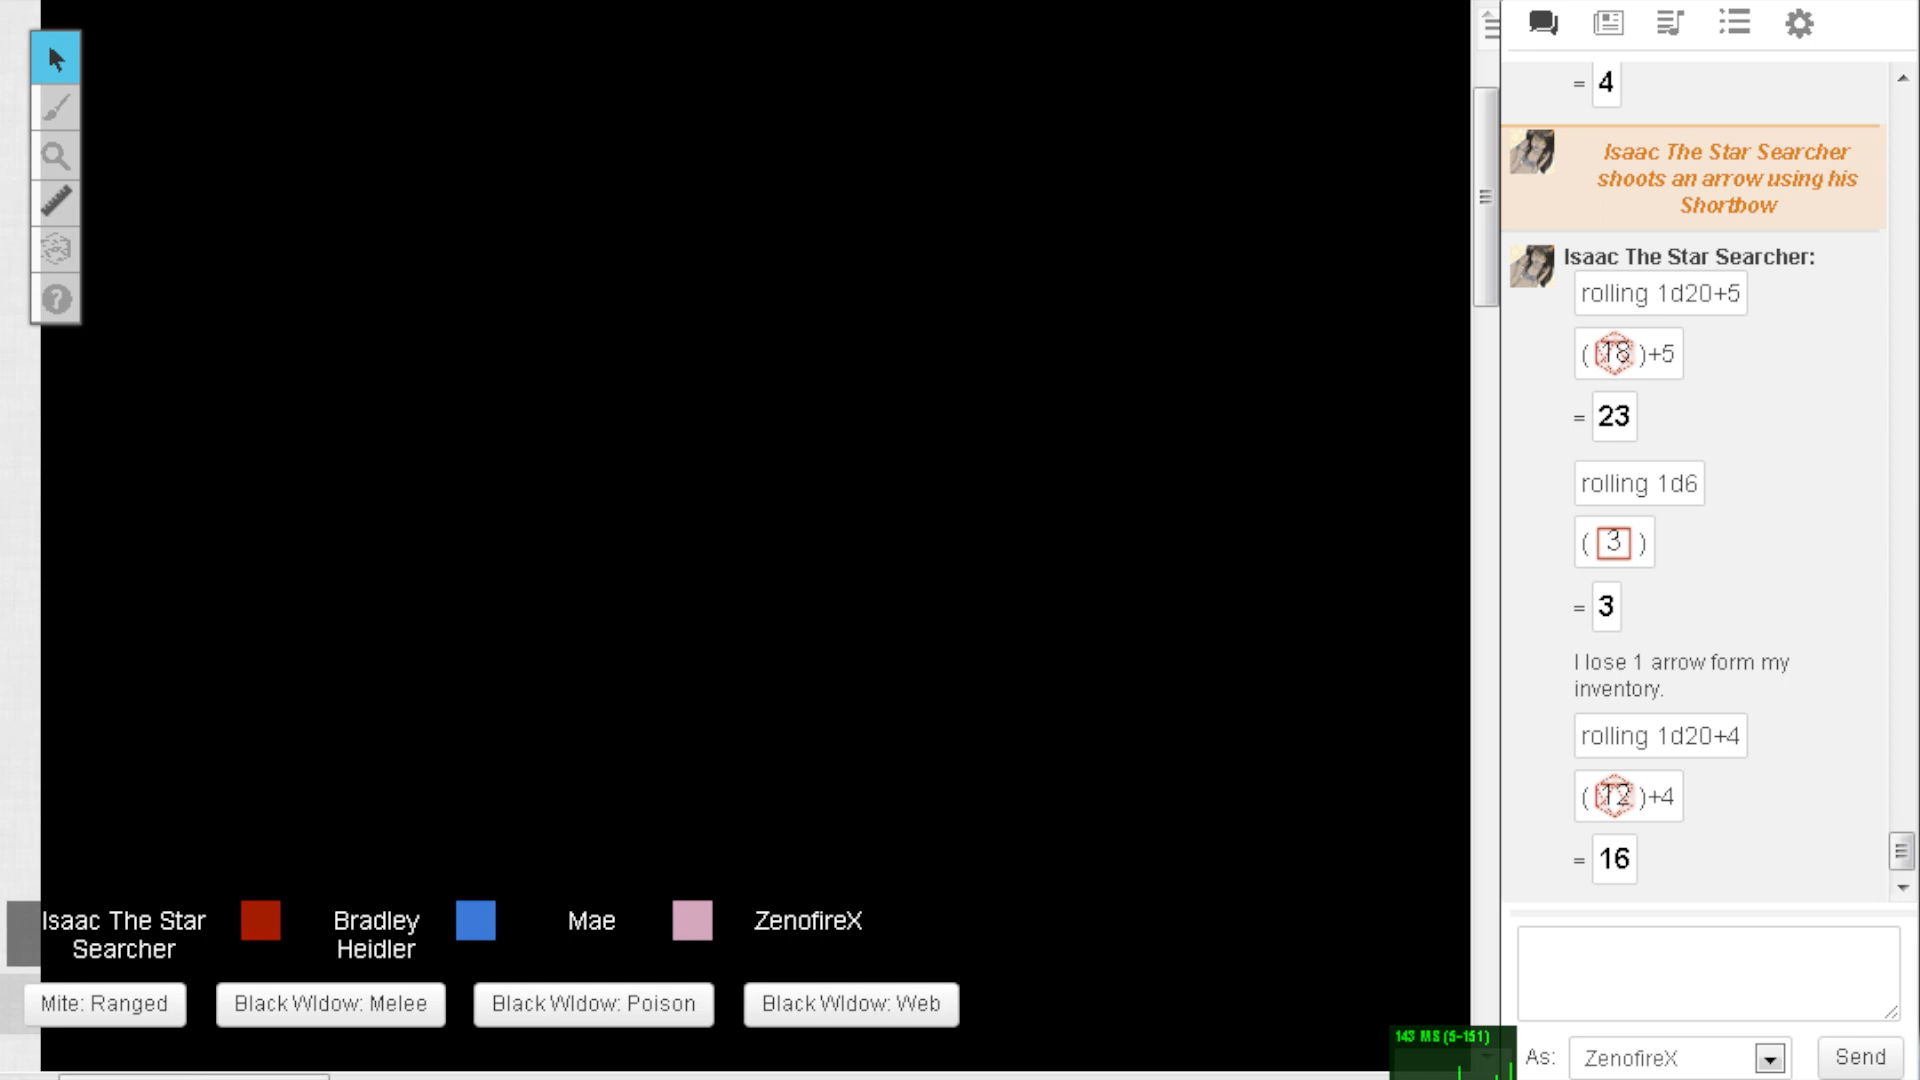 = 4
Isaac The Star Searcher
shoots an arrow using his
Shortbow
Isaac The Star Searcher:
rolling 1d20+5
( 18 )+5
= 23
rolling 1d6
( 3 )
= 3
I lose 1 arrow form my
inventory.
rolling 1d20+4
( 12 )+4
= 16
Isaac The Star
Searcher
Bradley
Heidler
Mae
ZenofireX
Mite: Ranged
Black WIdow: Melee
Black WIdow: Poison
Black WIdow: Web
143 MS (5-151)
As:
ZenofireX
Send